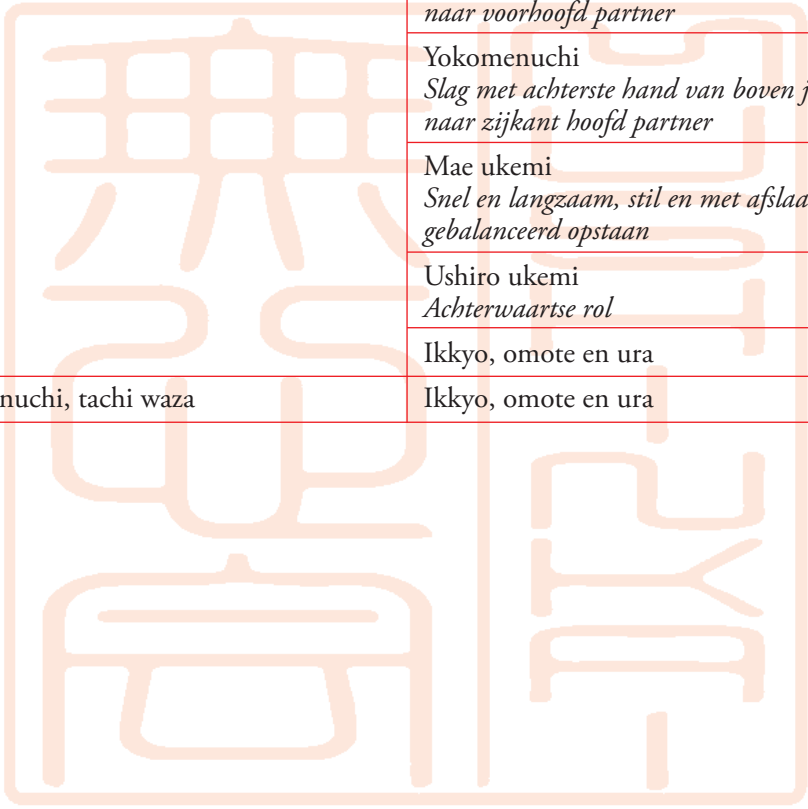 naar voorhoofd partner
Yokomenuchi
Slag met achterste hand van boven
naar zijkant hoofd partner
Mae ukemi
Snel en langzaam, stil en met
gebalanceerd opstaan
Ushiro ukemi
Achterwaartse rol
Ikkyo, omote en ura
tachi waza
Ikkyo, omote en ura